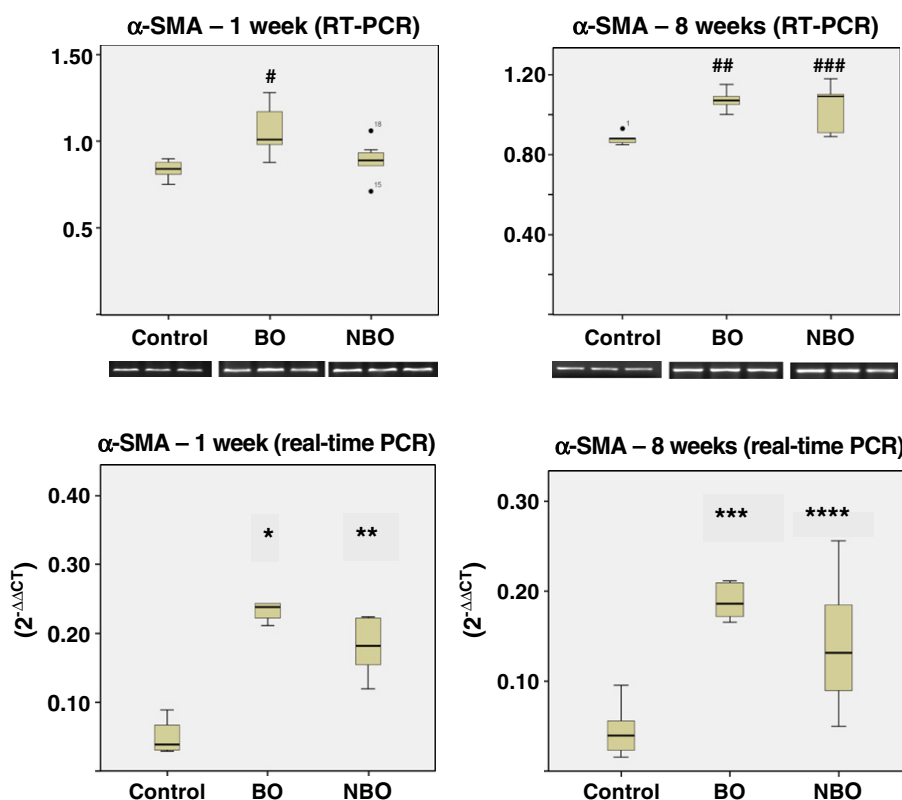 α-SMA – 1 week (RT-PCR)
1.50
1.0
0.5
#
18
15
Control BO NBO
α-SMA – 8 weeks (RT-PCR)
1.20
0.80
0.40
##
###
1
Control BO NBO
α-SMA – 1 week (real-time PCR)
(2-ΔΔCT)
0.40
0.30
0.20
0.10
*
**
Control BO NBO
α-SMA – 8 weeks (real-time PCR)
(2-ΔΔCT)
0.30
0.20
0.10
***
****
Control BO NBO